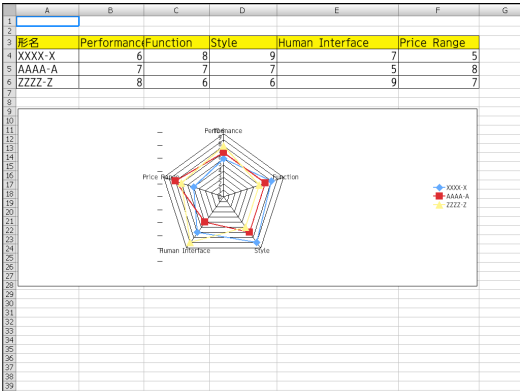 A B C D E F G
1
2
3 形名 Performance Function Style Human Interface Price Range
4 XXXX-X 6 8 9 7 5
5 AAAA-A 7 7 7 5 8
6 ZZZZ-Z 8 6 6 9 7
7
8
9
10
11 Performance
12
13
14
15
16 Price Range Function
17 XXXX-X
18 AAAA-A
19 ZZZZ-Z
20
21
22
23
24 Human Interface Style
25
26
27
28
29
30
31
32
33
34
35
36
37
38
39